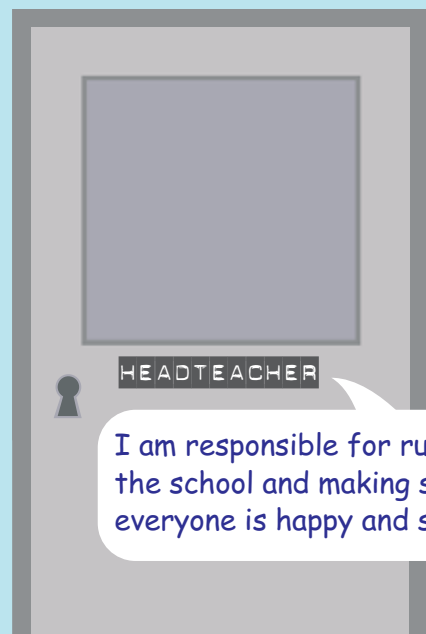 HEADTEACHER
I am responsible for
the school and making
everyone is happy and